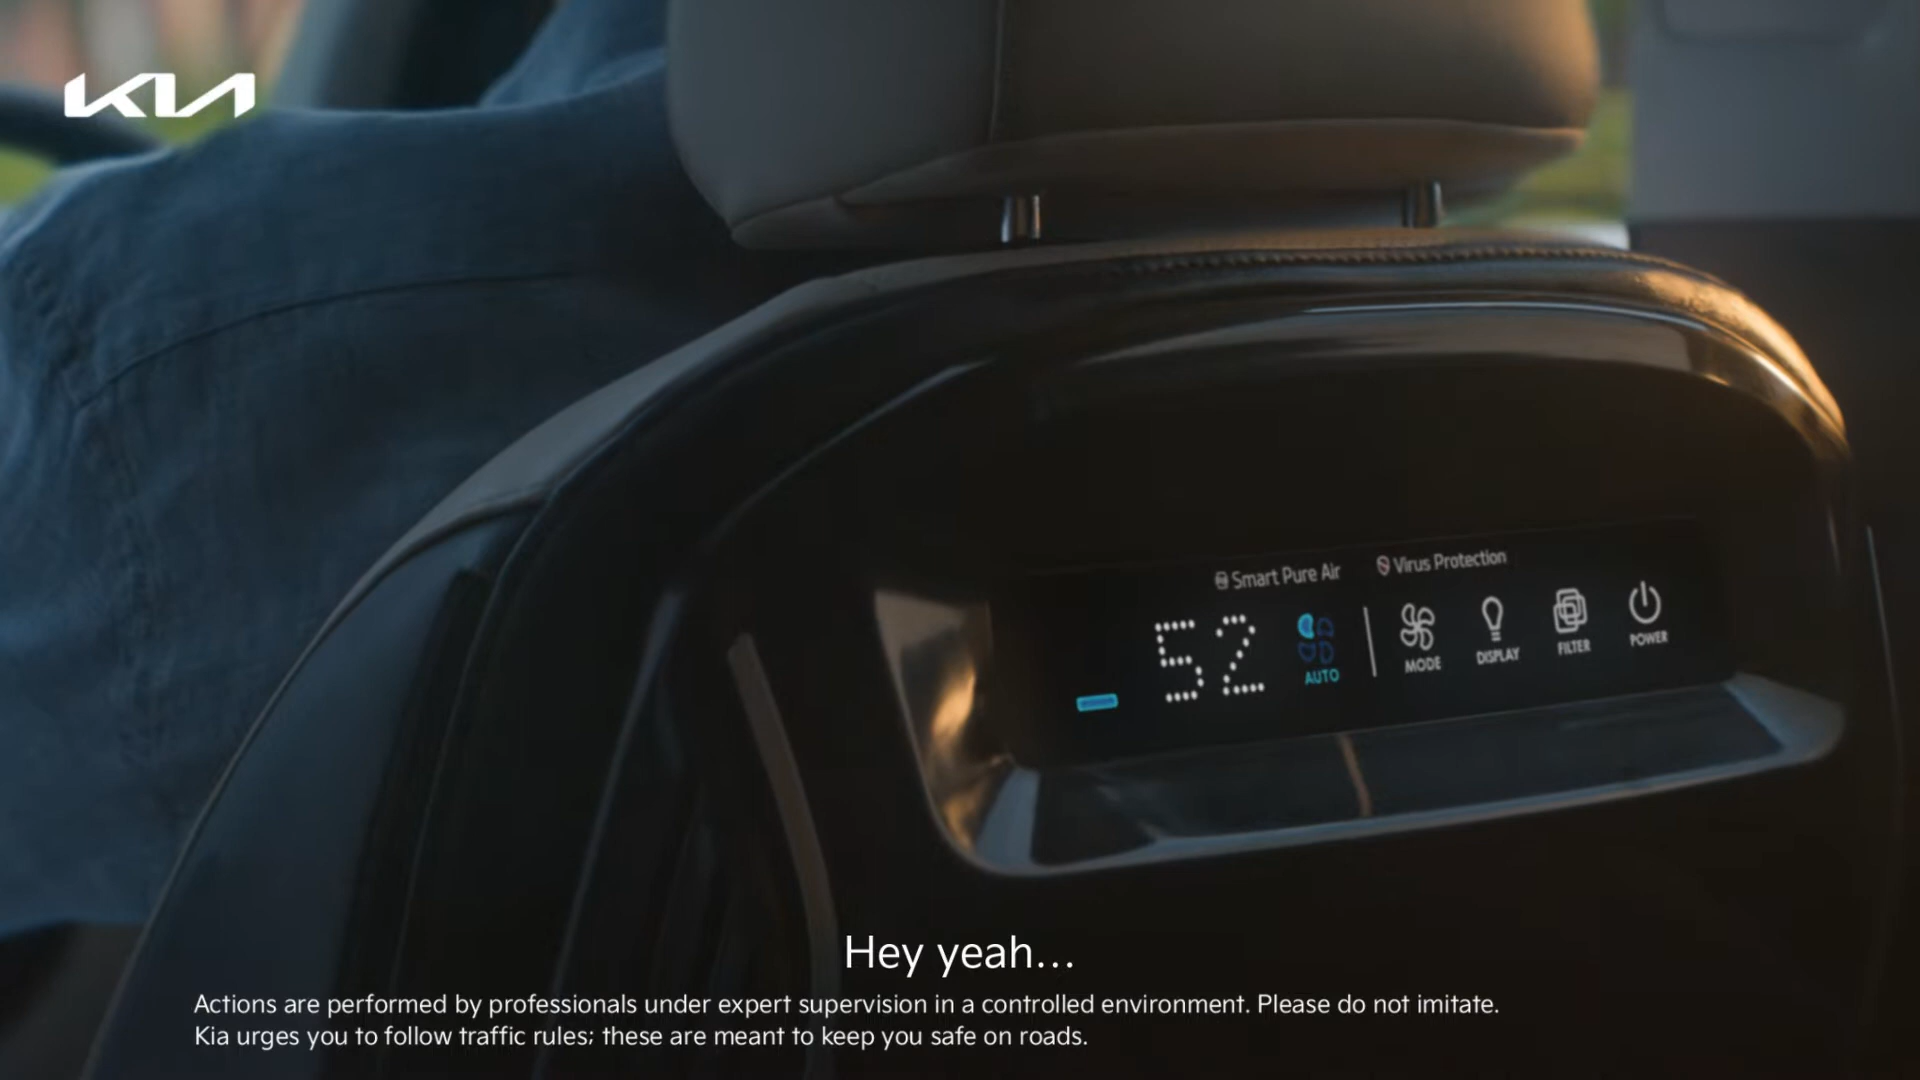 KIA
Smart Pure Air
Virus Protection
52
AUTO
MODE
DISPLAY
FILTER
POWER
Hey yeah...
Actions are performed by professionals under expert supervision in a controlled environment. Please do not imitate.
Kia urges you to follow traffic rules; these are meant to keep you safe on roads.